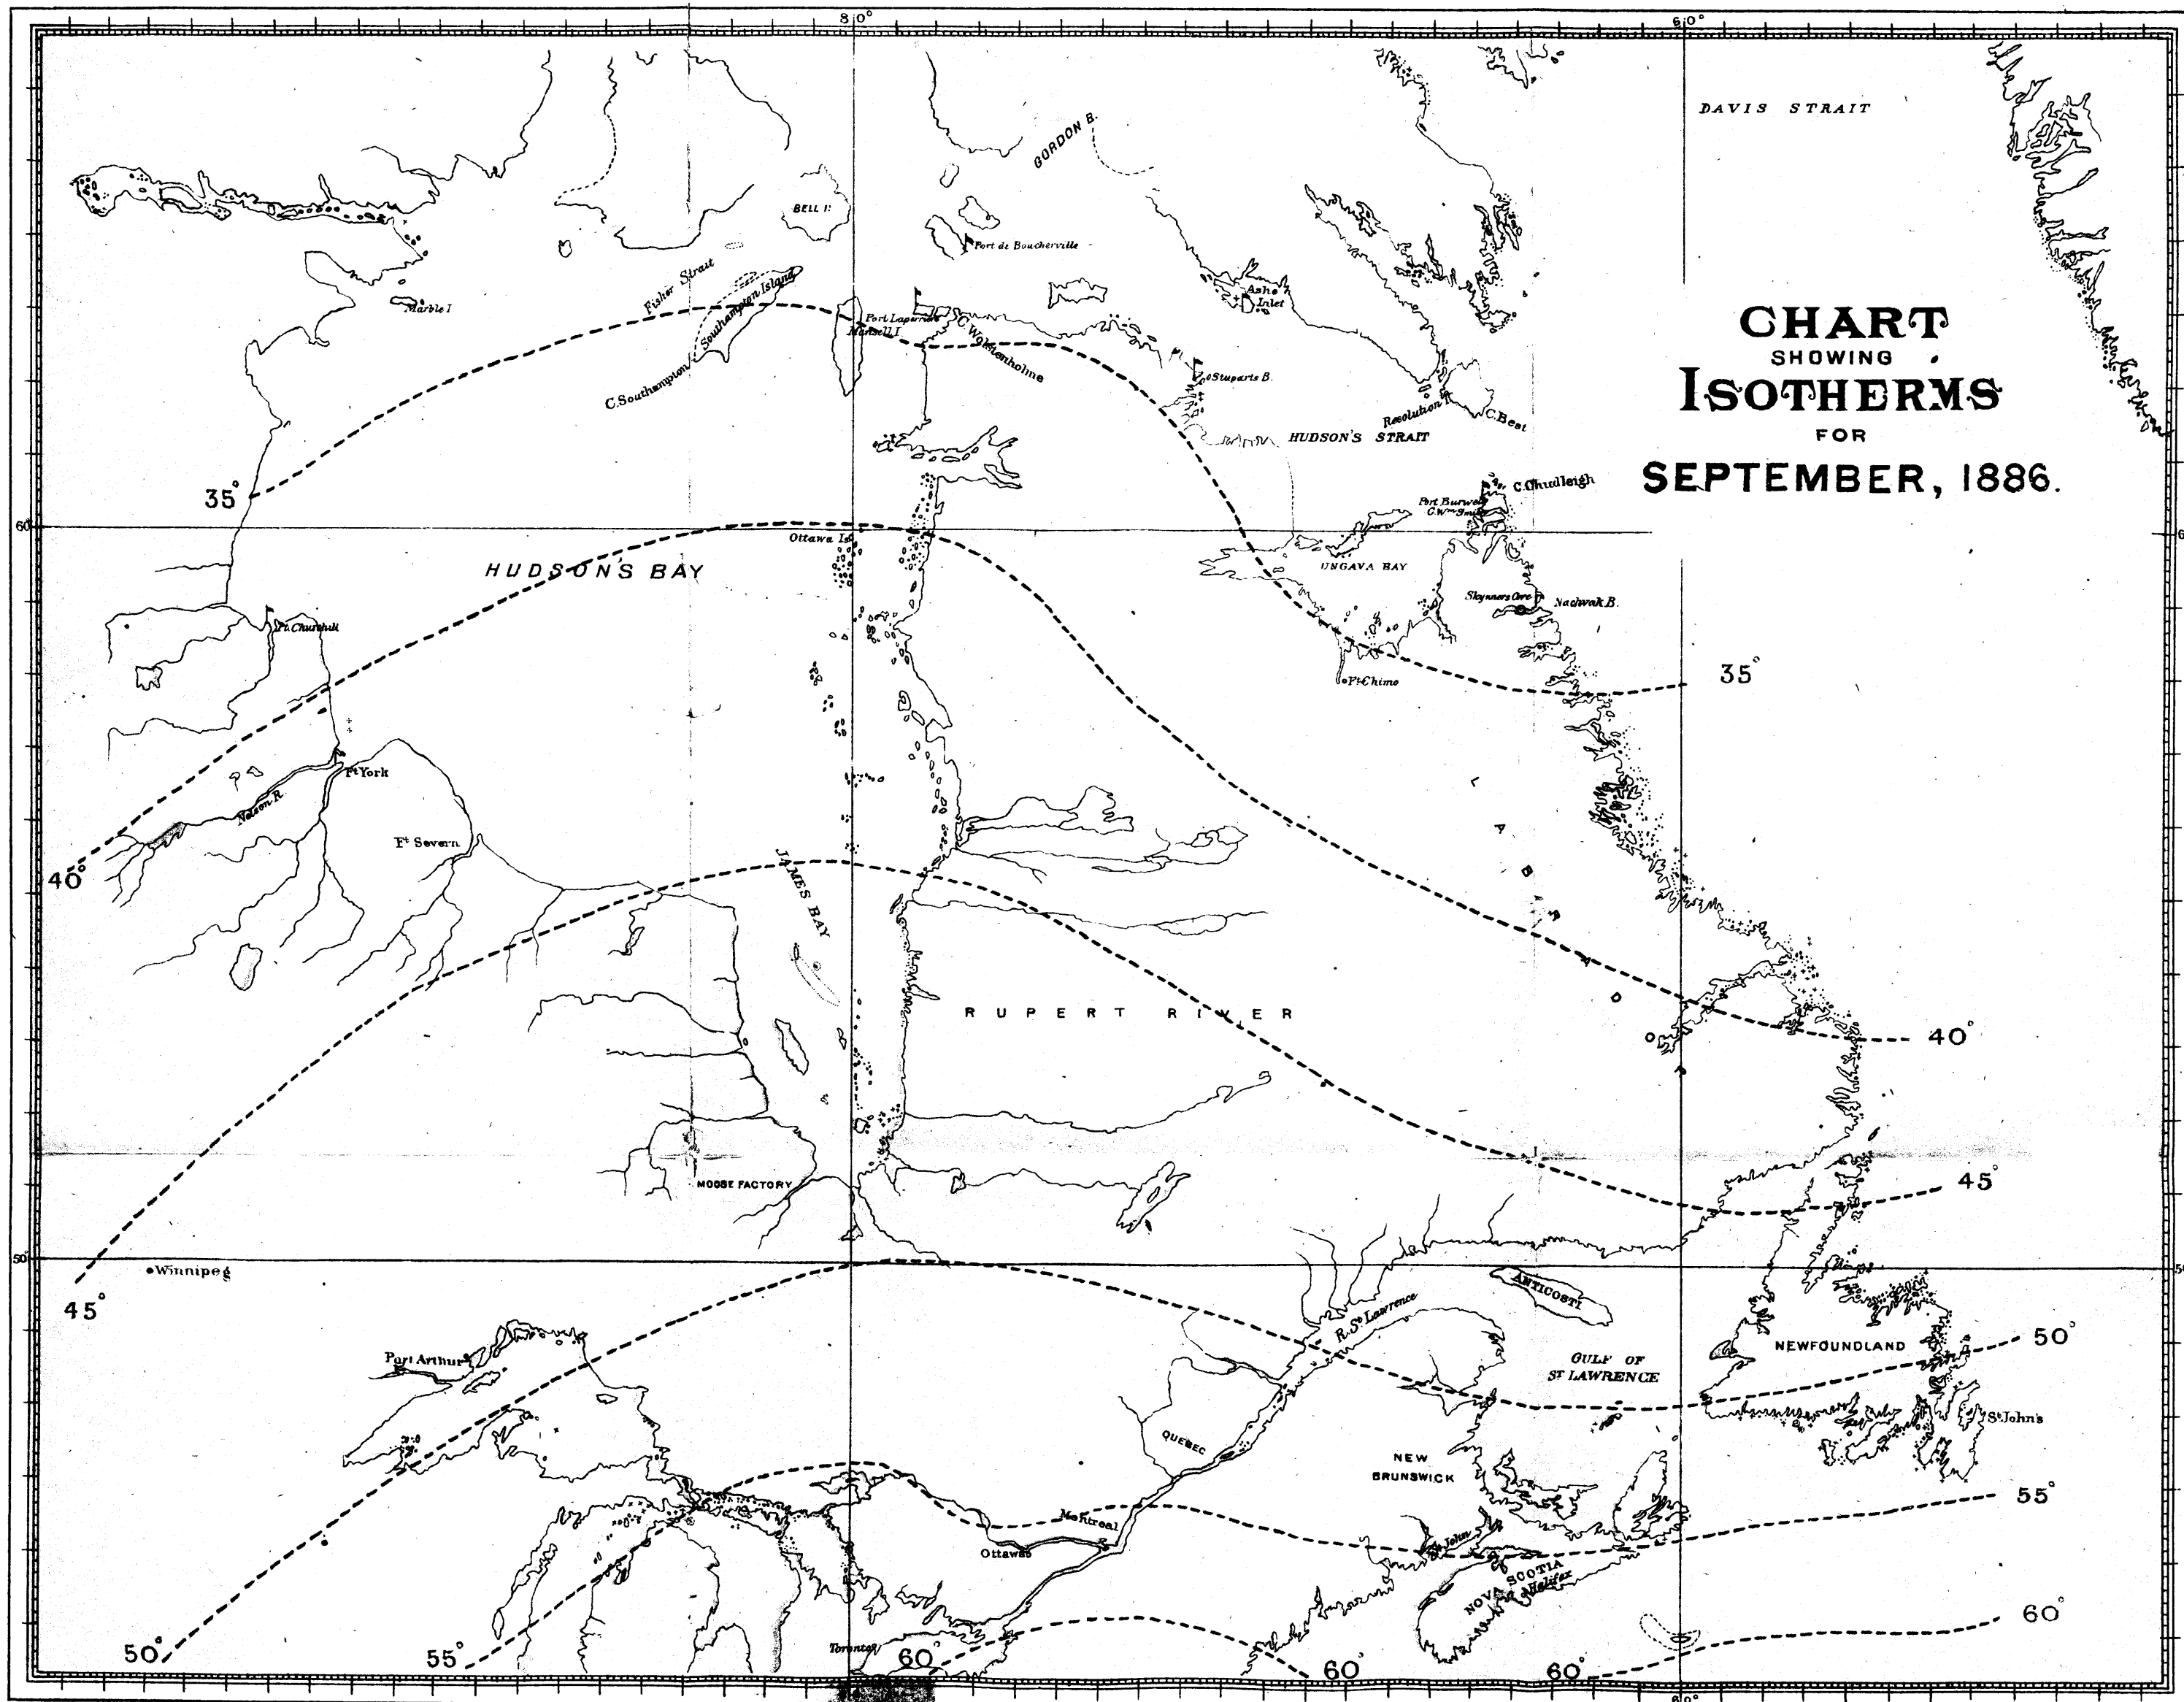 80°
60°
DAVIS STRAIT
GORDON B.
BELL I.
Port de Boucherville
Fisher Strait
Southampton Island
Marble I
Ashe
Inlet
CHART
SHOWING
ISOTHERMS
FOR
SEPTEMBER, 1886.
Port Laperriere
Mansell I.
C. Wolstenholme
Stuparts B.
C. Southampton
Resolution I.
C. Best
HUDSON'S STRAIT
35°
C. Chudleigh
Port Burwell
60
Ottawa Is
HUDSON'S BAY
UNGAVA BAY
Skynners Cove
Nachvak B.
Ft. Churchill
35°
Ft Chimo
Ft York
Nelson R.
Ft Severn
40°
JAMES BAY
LABRADOR
RUPERT RIVER
40°
MOOSE FACTORY
45°
50
Winnipeg
45°
ANTICOSTI
R. St Lawrence
50°
NEWFOUNDLAND
Port Arthur
GULF OF
ST LAWRENCE
St John's
QUEBEC
NEW
BRUNSWICK
55°
Montreal
Ottawa
St John
NOVA SCOTIA
Halifax
60°
50°
55°
Toronto
60°
60°
60°
60°